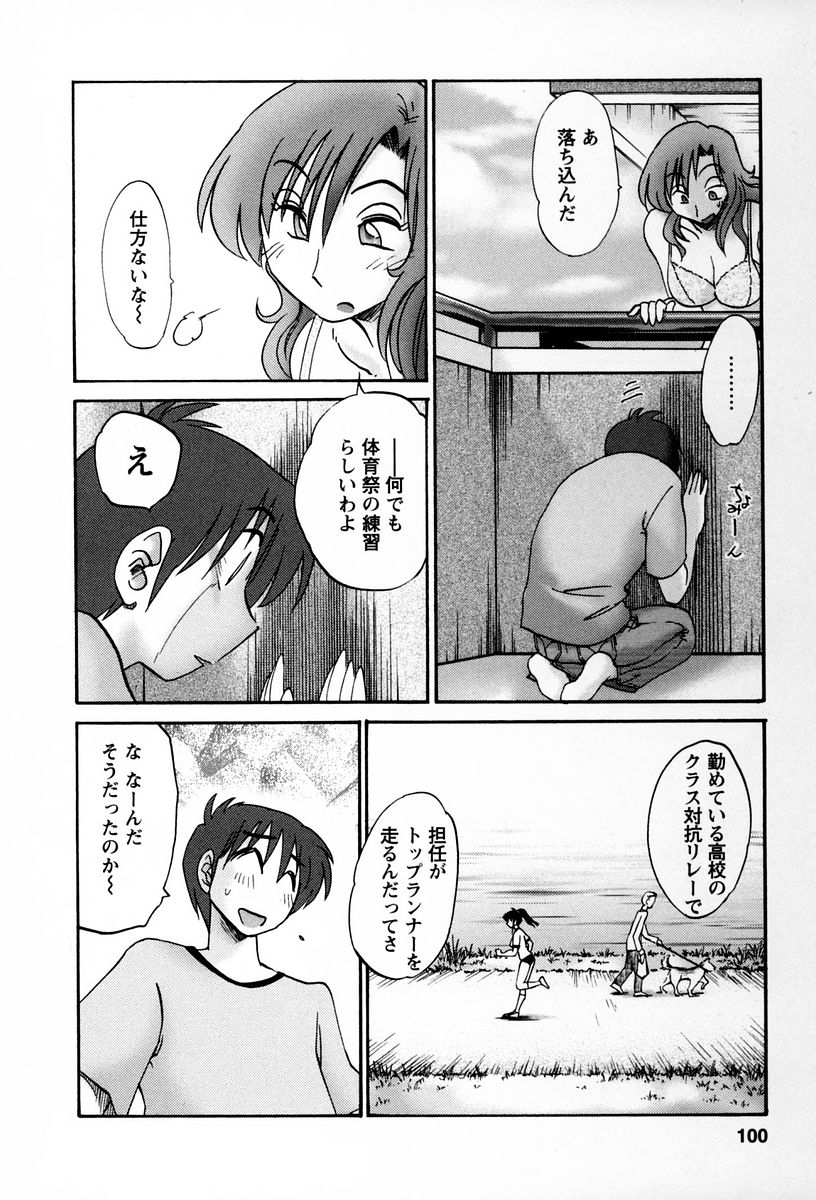 あ
落ち込んだ
………
ちょみーん
仕方ないな～
──何でも
体育祭の練習
らしいわよ
え
勤めている高校の
クラス対抗リレーで
担任が
トップランナーを
走るんだってさ
な なーんだ
そうだったのか～
100